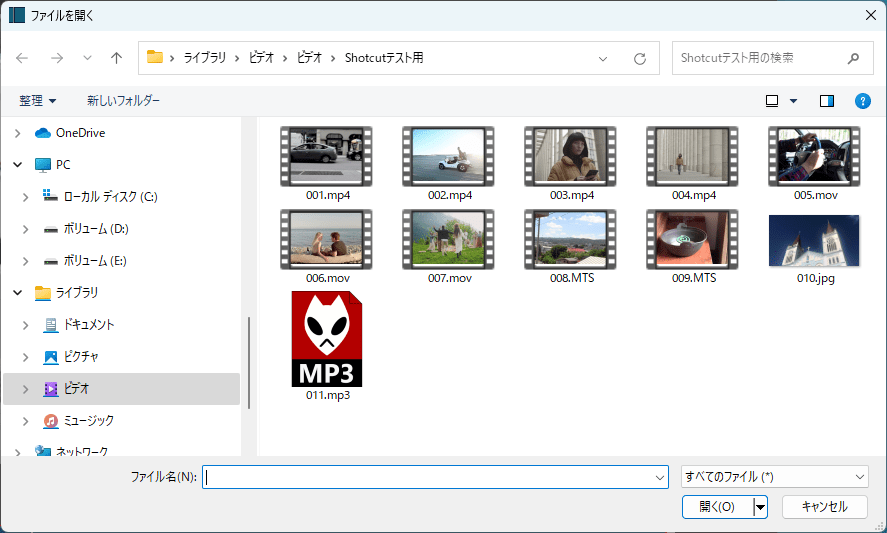 ファイルを開く
ライブラリ › ビデオ › ビデオ › Shotcutテスト用
Shotcutテスト用の検索
整理
新しいフォルダー
OneDrive
PC
ローカル ディスク (C:)
ボリューム (D:)
ボリューム (E:)
ライブラリ
ドキュメント
ピクチャ
ビデオ
ミュージック
ネットワーク
001.mp4
002.mp4
003.mp4
004.mp4
005.mov
006.mov
007.mov
008.MTS
009.MTS
010.jpg
MP3
011.mp3
ファイル名(N):
すべてのファイル (*)
開く(O)
キャンセル